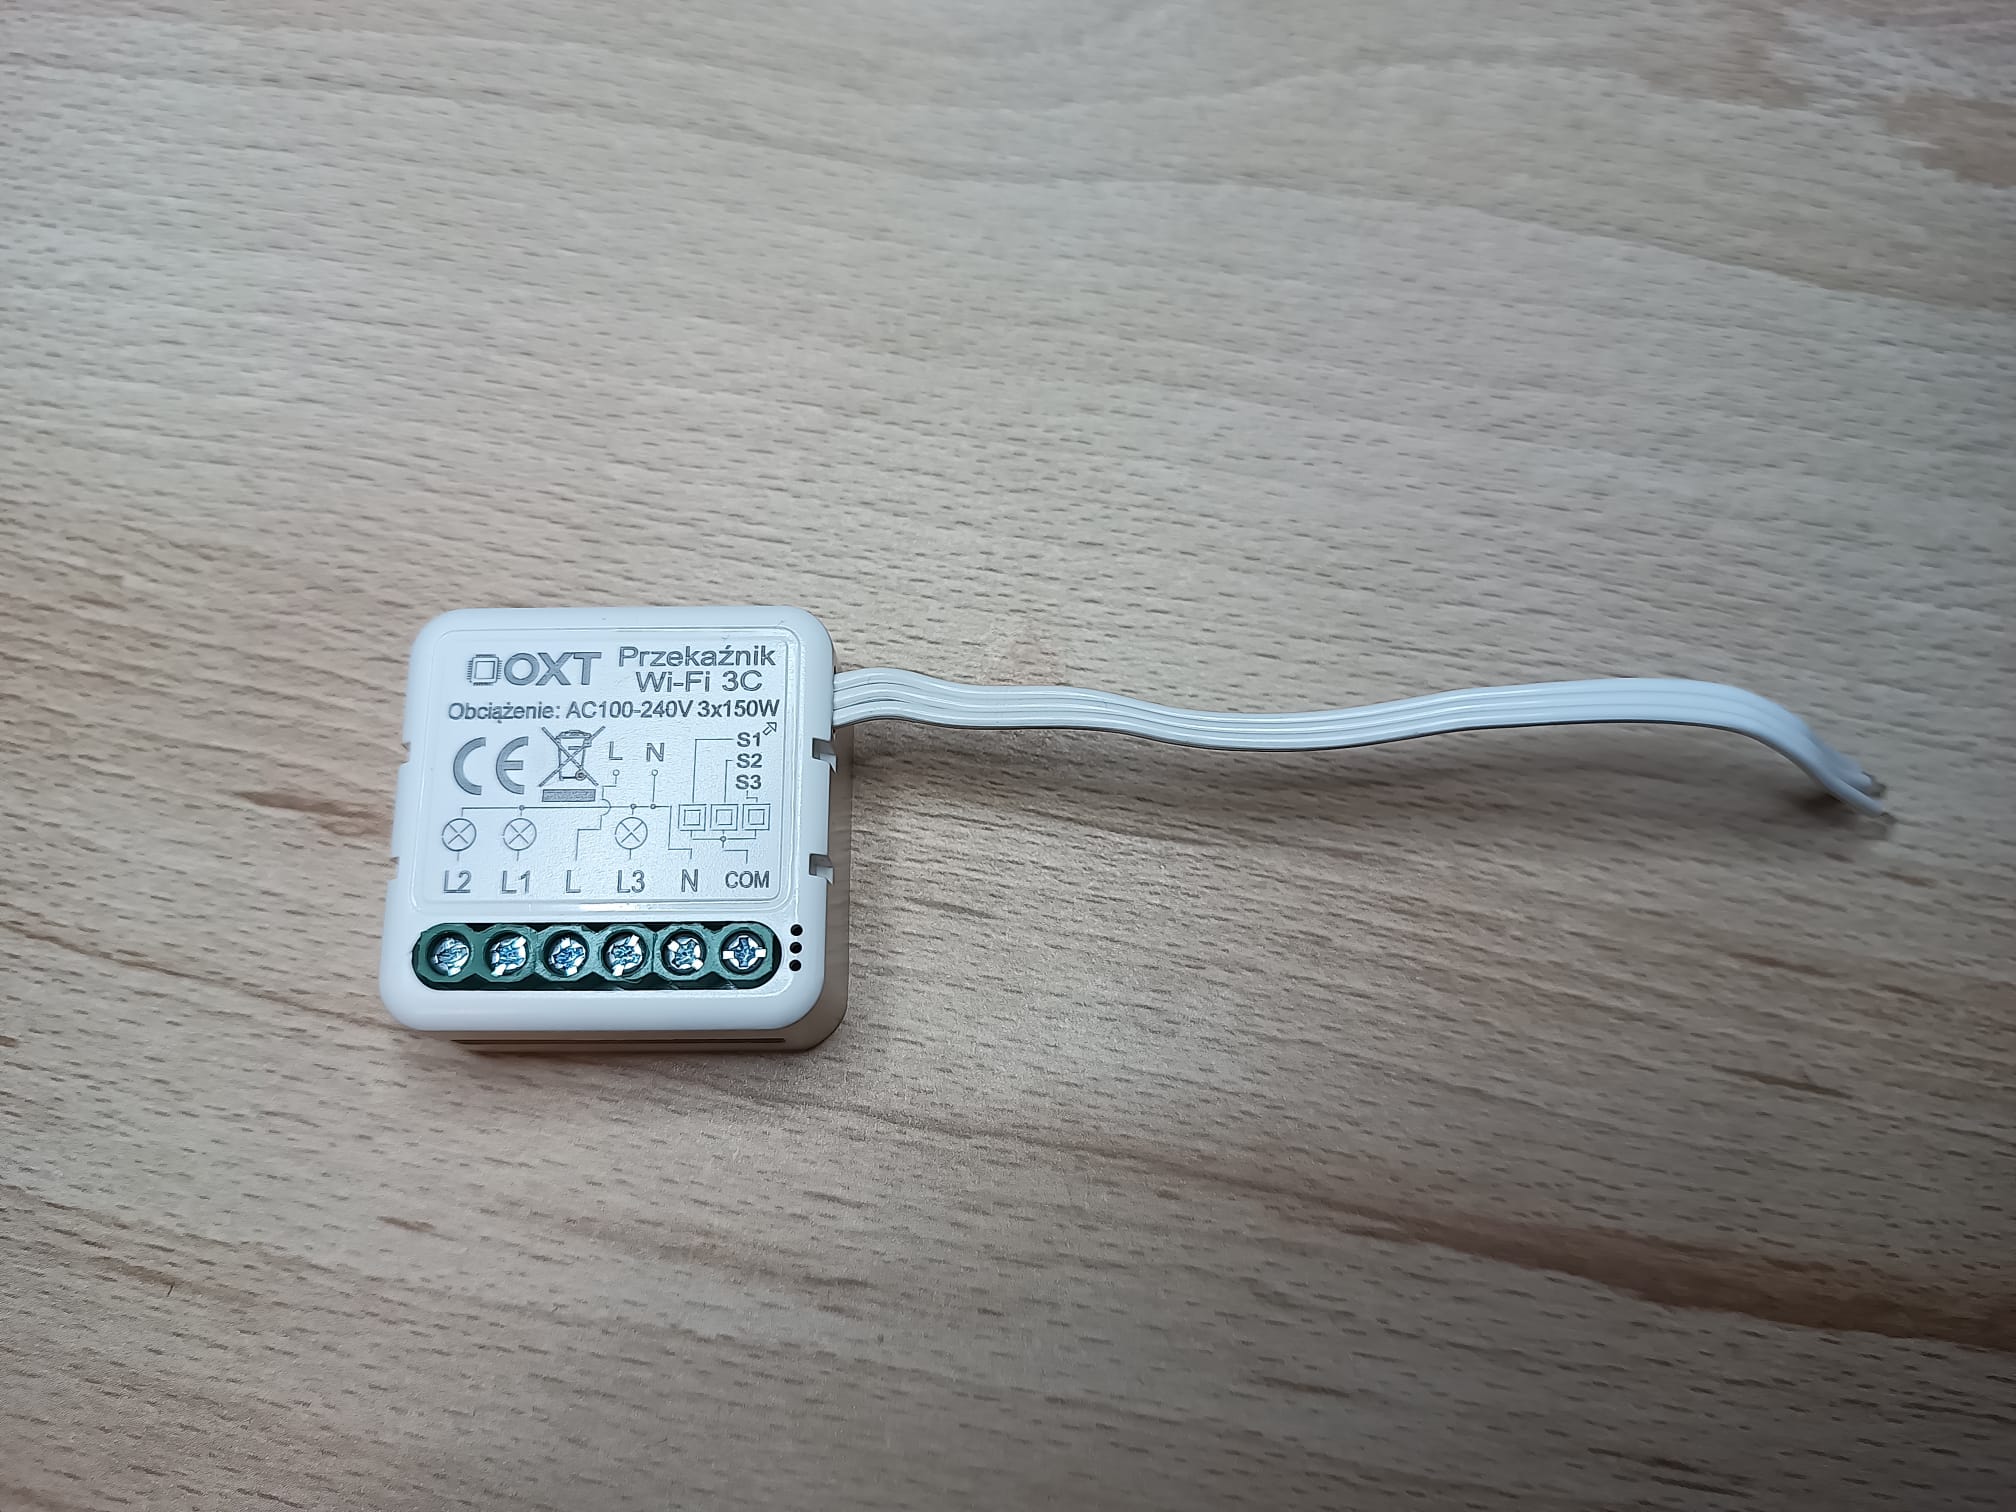 OXT Przekaźnik
Wi-Fi 3C
Obciążenie: AC100-240V 3x150W
CE L N S1
S2
S3
L2 L1 L L3 N COM